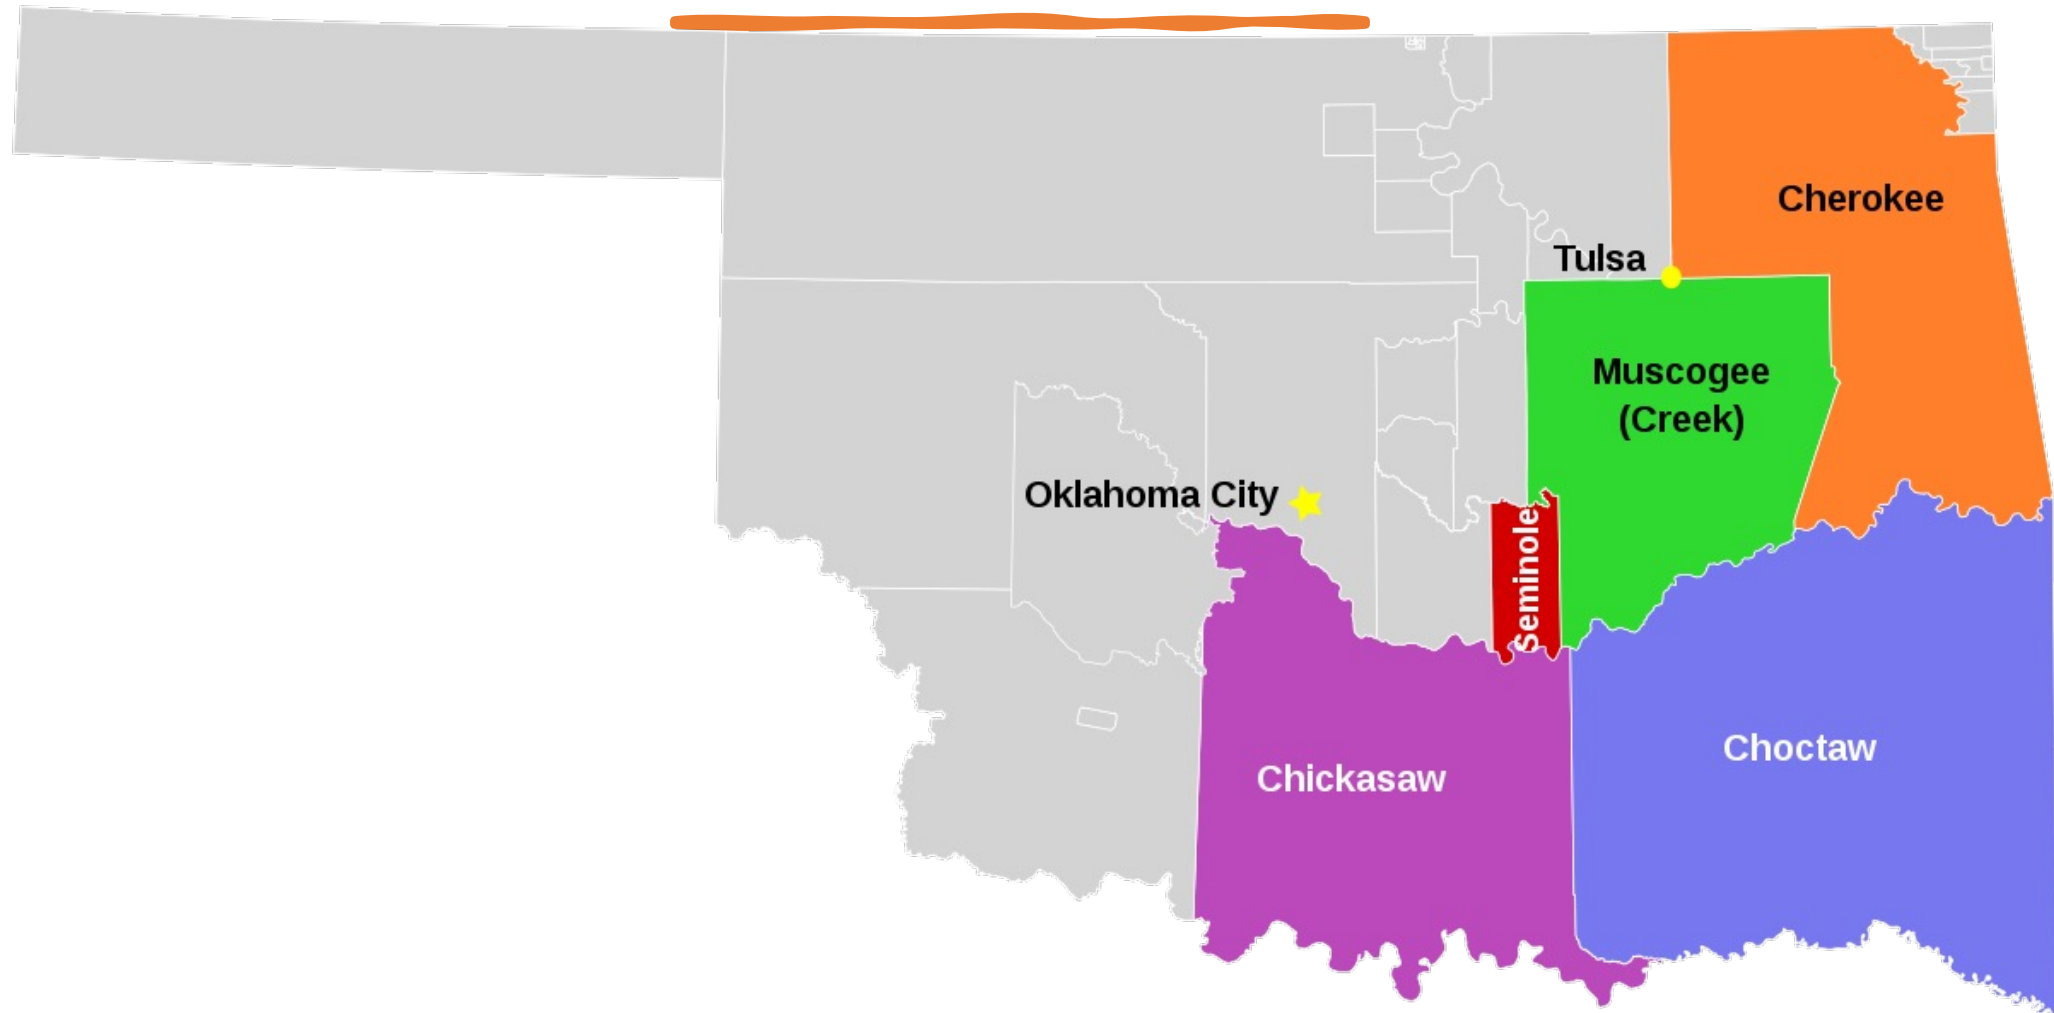 Cherokee
Tulsa
Muscogee
(Creek)
Oklahoma City
Seminole
Choctaw
Chickasaw